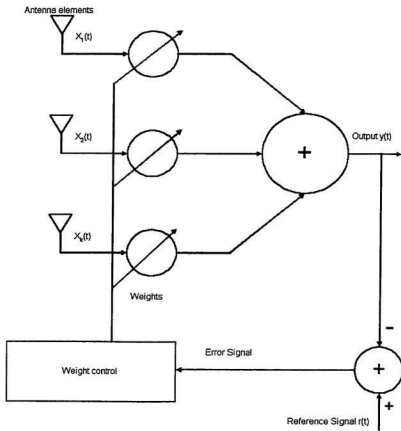 Antenna elements
X₁(t)
X₂(t)
Xₖ(t)
+
Output y(t)
Weights
Weight control
Error Signal
−
+
+
Reference Signal r(t)